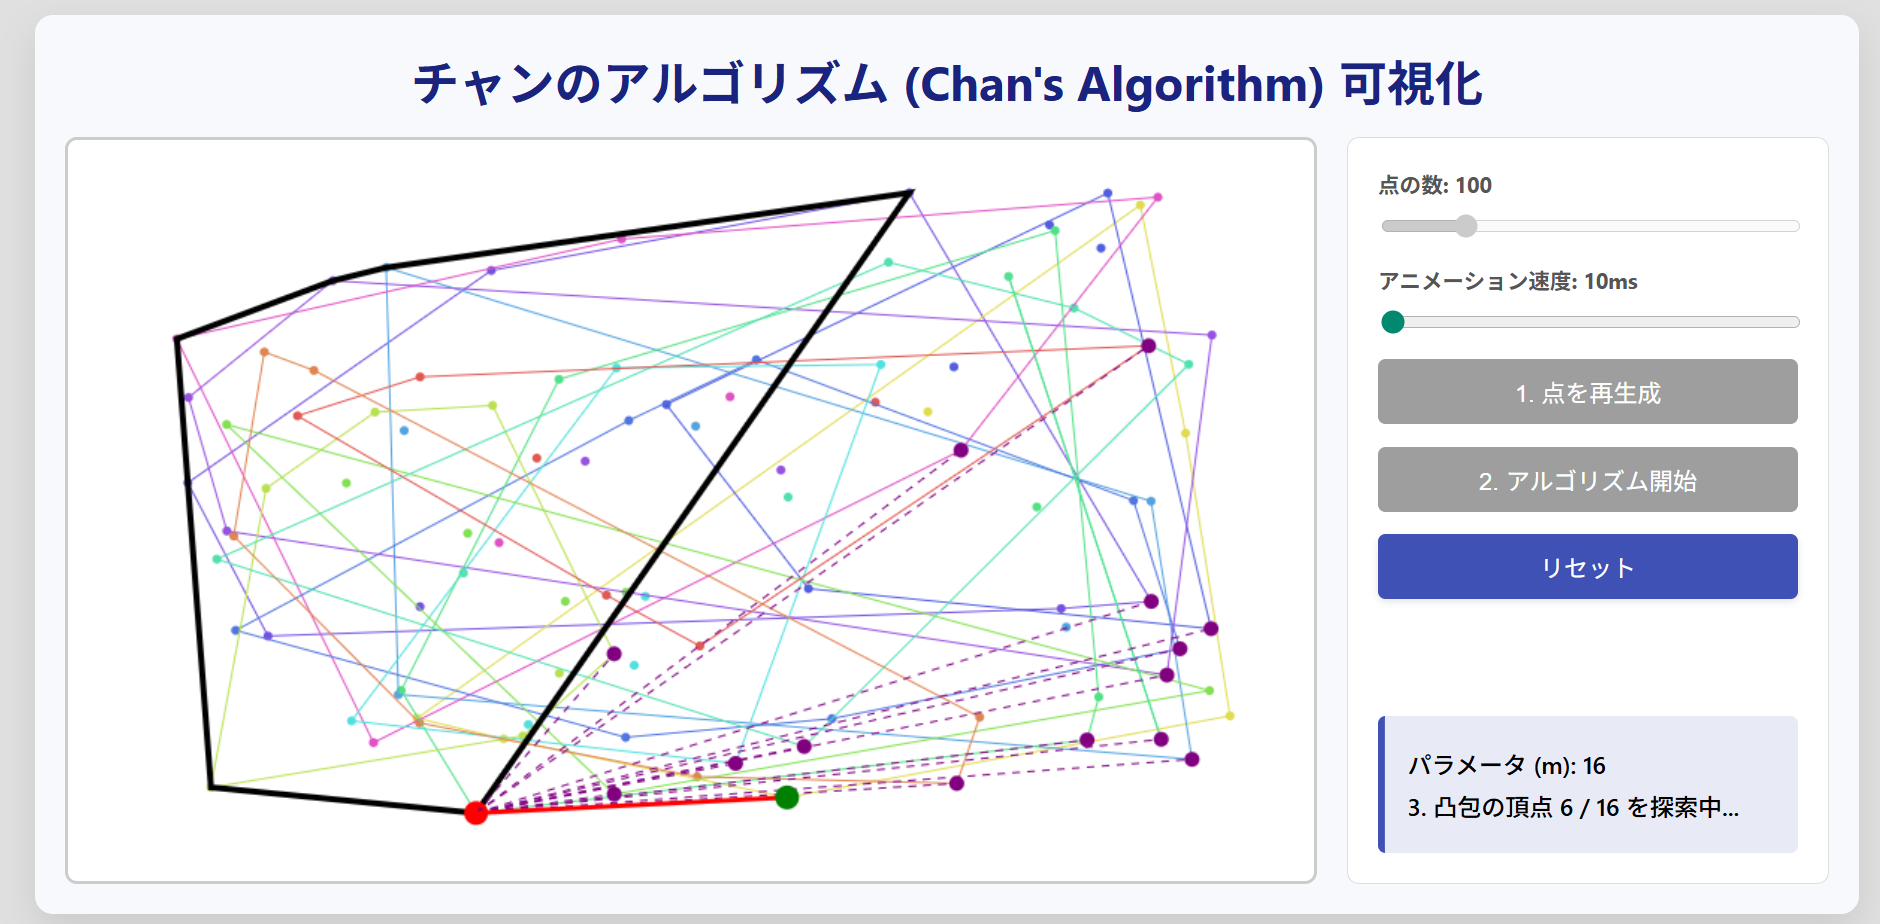 チャンのアルゴリズム (Chan's Algorithm) 可視化
点の数: 100
アニメーション速度: 10ms
1. 点を再生成
2. アルゴリズム開始
リセット
パラメータ (m): 16
3. 凸包の頂点 6 / 16 を探索中...